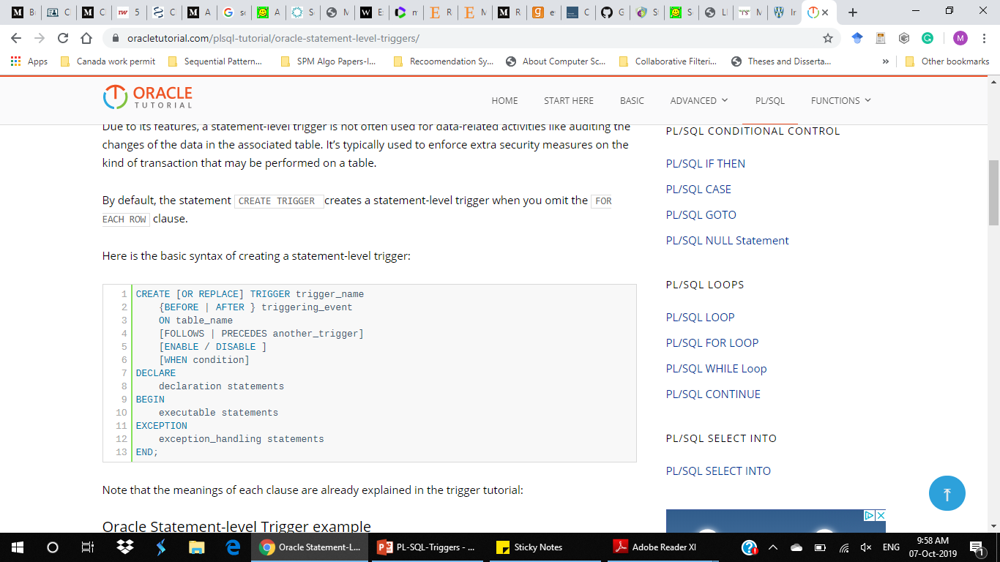 oracletutorial.com/plsql-tutorial/oracle-statement-level-triggers/
Apps
Canada work permit
Sequential Pattern...
SPM Algo Papers-I...
Recoomendation Sy...
About Computer Sc...
Collaborative Filteri...
Theses and Disserta...
Other bookmarks
ORACLE
TUTORIAL
HOME
START HERE
BASIC
ADVANCED
PL/SQL
FUNCTIONS
Due to its features, a statement-level trigger is not often used for data-related activities like auditing the
changes of the data in the associated table. It's typically used to enforce extra security measures on the
kind of transaction that may be performed on a table.
By default, the statement CREATE TRIGGER creates a statement-level trigger when you omit the FOR
EACH ROW clause.
Here is the basic syntax of creating a statement-level trigger:
1 CREATE [OR REPLACE] TRIGGER trigger_name
2 {BEFORE | AFTER } triggering_event
3 ON table_name
4 [FOLLOWS | PRECEDES another_trigger]
5 [ENABLE / DISABLE ]
6 [WHEN condition]
7 DECLARE
8 declaration statements
9 BEGIN
10 executable statements
11 EXCEPTION
12 exception_handling statements
13 END;
Note that the meanings of each clause are already explained in the trigger tutorial:
Oracle Statement-level Trigger example
PL/SQL CONDITIONAL CONTROL
PL/SQL IF THEN
PL/SQL CASE
PL/SQL GOTO
PL/SQL NULL Statement
PL/SQL LOOPS
PL/SQL LOOP
PL/SQL FOR LOOP
PL/SQL WHILE Loop
PL/SQL CONTINUE
PL/SQL SELECT INTO
PL/SQL SELECT INTO
Oracle Statement-L...
PL-SQL-Triggers - ...
Sticky Notes
Adobe Reader XI
ENG
9:58 AM
07-Oct-2019